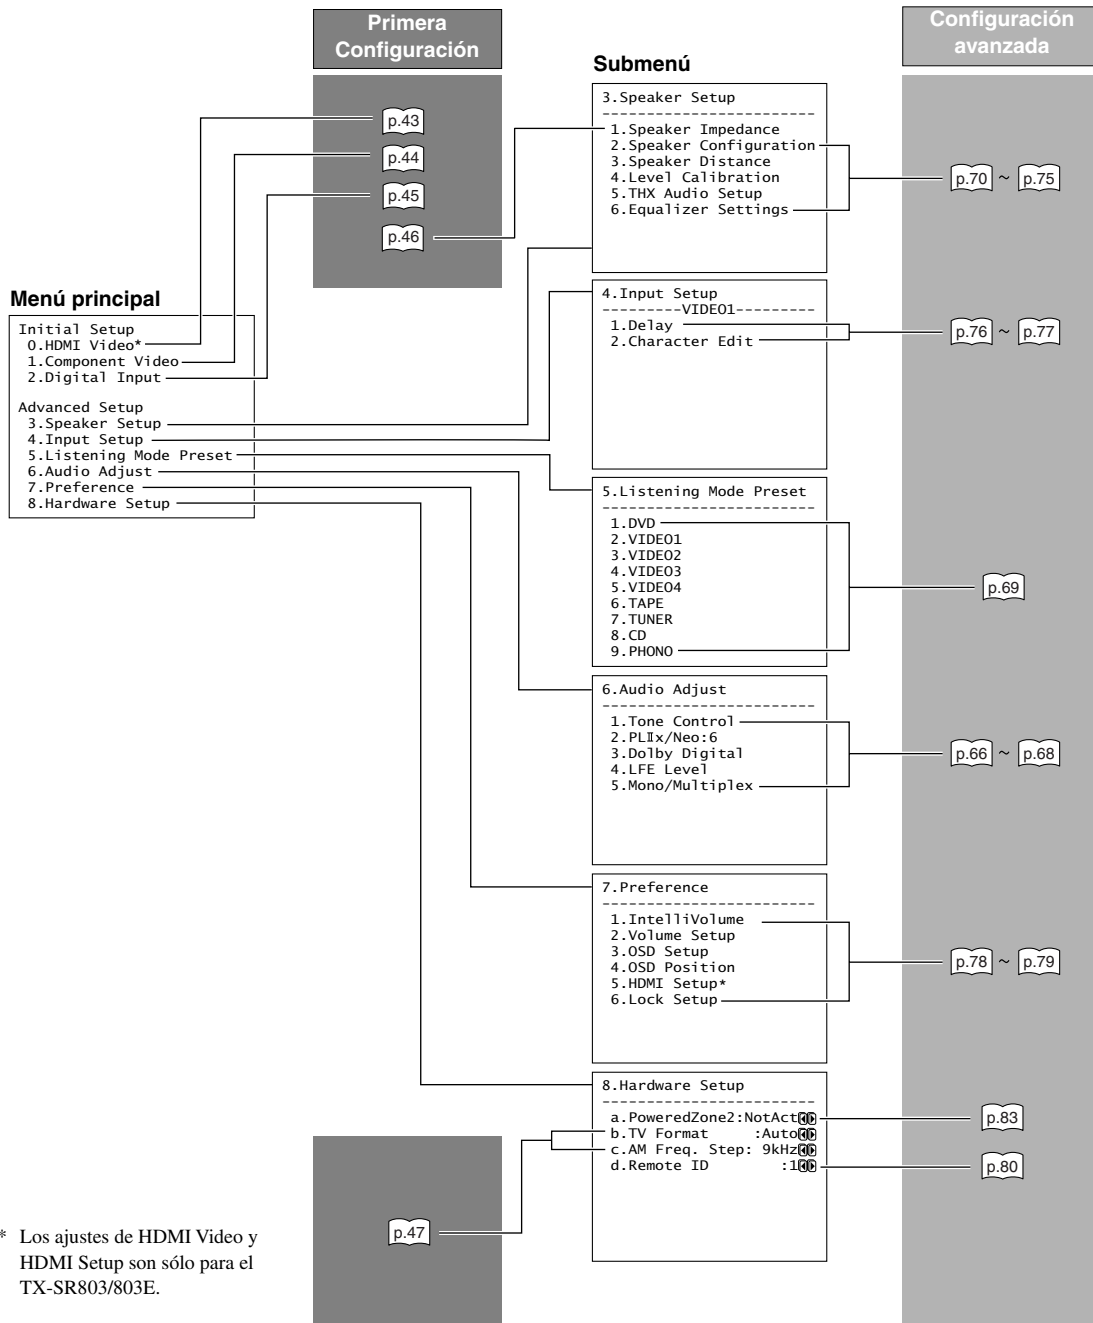 Primera
Configuración
Configuración
avanzada
p.43
p.44
p.45
p.46
Menú principal
Initial Setup
0.HDMI Video*
1.Component Video
2.Digital Input
Advanced Setup
3.Speaker Setup
4.Input Setup
5.Listening Mode Preset
6.Audio Adjust
7.Preference
8.Hardware Setup
Submenú
3.Speaker Setup
--------------------------
1.Speaker Impedance
2.Speaker Configuration
3.Speaker Distance
4.Level Calibration
5.THX Audio Setup
6.Equalizer Settings
p.70 ~ p.75
4.Input Setup
---------VIDEO1---------
1.Delay
2.Character Edit
p.76 ~ p.77
5.Listening Mode Preset
--------------------------
1.DVD
2.VIDEO1
3.VIDEO2
4.VIDEO3
5.VIDEO4
6.TAPE
7.TUNER
8.CD
9.PHONO
p.69
6.Audio Adjust
--------------------------
1.Tone Control
2.PLIIx/Neo:6
3.Dolby Digital
4.LFE Level
5.Mono/Multiplex
p.66 ~ p.68
7.Preference
--------------------------
1.IntelliVolume
2.Volume Setup
3.OSD Setup
4.OSD Position
5.HDMI Setup*
6.Lock Setup
p.78 ~ p.79
8.Hardware Setup
--------------------------
a.PoweredZone2:NotAct
b.TV Format :Auto
c.AM Freq. Step: 9kHz
d.Remote ID :1
p.83
p.80
p.47
* Los ajustes de HDMI Video y
HDMI Setup son sólo para el
TX-SR803/803E.